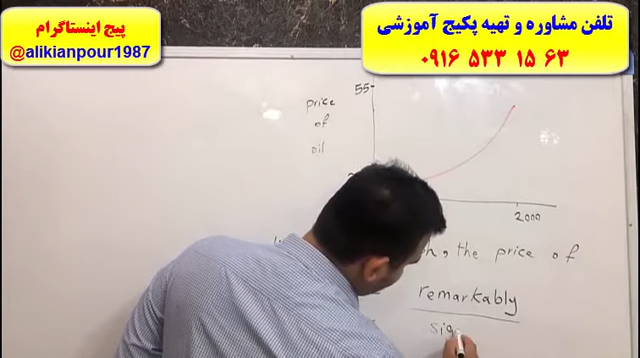 پیج اینستاگرام
@alikianpour1987
تلفن مشاوره و تهیه پکیج آموزشی
۰۹۱۶ ۵۳۳ ۱۵ ۶۳
55
price
of
oil
2000
, the price of
remarkably